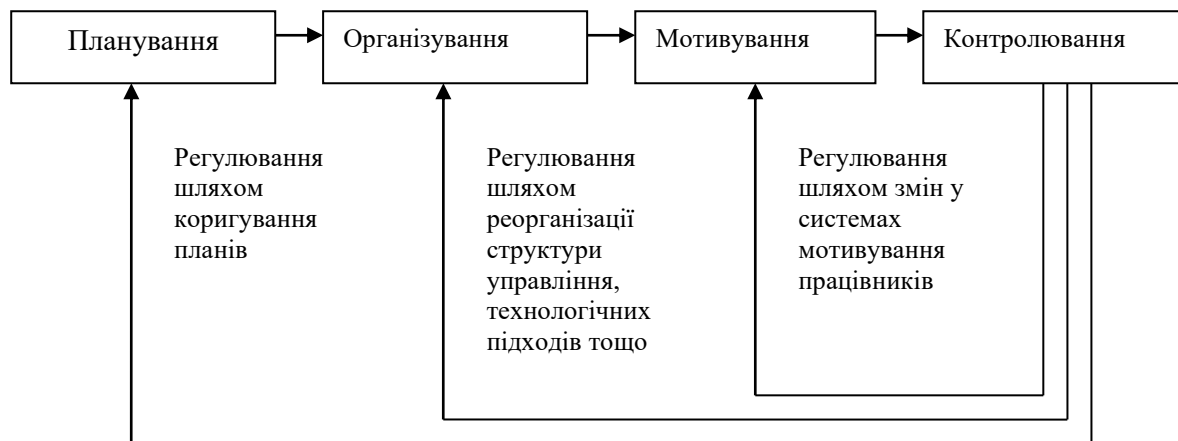 Планування
Організування
Мотивування
Контролювання
Регулювання
шляхом
коригування
планів
Регулювання
шляхом
реорганізації
структури
управління,
технологічних
підходів тощо
Регулювання
шляхом змін у
системах
мотивування
працівників